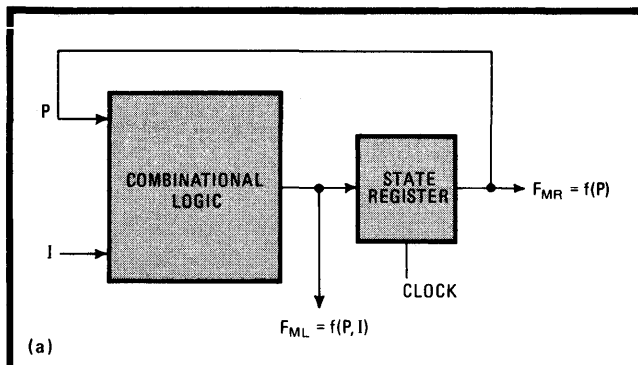 P
COMBINATIONAL
LOGIC
STATE
REGISTER
F_MR = f(P)
I
CLOCK
F_ML = f(P, I)
(a)